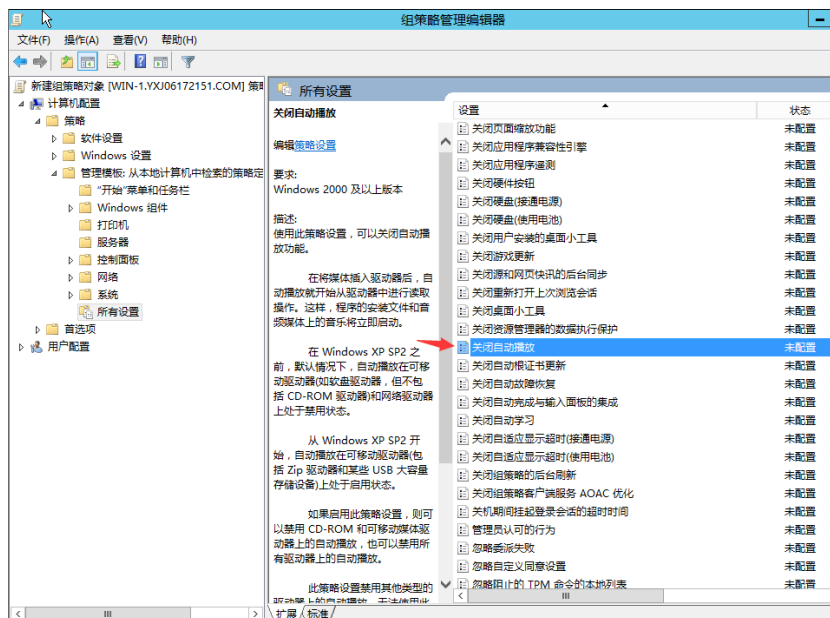 组策略管理编辑器
文件(F) 操作(A) 查看(V) 帮助(H)
新建组策略对象 [WIN-1.YXJ06172151.COM] 策
计算机配置
策略
软件设置
Windows 设置
管理模板: 从本地计算机中检索的策略定
"开始"菜单和任务栏
Windows 组件
打印机
服务器
控制面板
网络
系统
所有设置
首选项
用户配置
所有设置
关闭自动播放
编辑策略设置
要求:
Windows 2000 及以上版本
描述:
使用此策略设置，可以关闭自动播
放功能。
在将媒体插入驱动器后，自
动播放就开始从驱动器中进行读取
操作。这样，程序的安装文件和音
频媒体上的音乐将立即启动。
在 Windows XP SP2 之
前，默认情况下，自动播放在可移
动驱动器(如软盘驱动器，但不包
括 CD-ROM 驱动器)和网络驱动器
上处于禁用状态。
从 Windows XP SP2 开
始，自动播放在可移动驱动器(包
括 Zip 驱动器和某些 USB 大容量
存储设备)上处于启用状态。
如果启用此策略设置，则可
以禁用 CD-ROM 和可移动媒体驱
动器上的自动播放，也可以禁用所
有驱动器上的自动播放。
此策略设置禁用其他类型的
设置 状态
关闭页面缩放功能 未配置
关闭应用程序兼容性引擎 未配置
关闭应用程序遥测 未配置
关闭硬件按钮 未配置
关闭硬盘(接通电源) 未配置
关闭硬盘(使用电池) 未配置
关闭用户安装的桌面小工具 未配置
关闭游戏更新 未配置
关闭源和网页快讯的后台同步 未配置
关闭重新打开上次浏览会话 未配置
关闭桌面小工具 未配置
关闭资源管理器的数据执行保护 未配置
关闭自动播放 未配置
关闭自动根证书更新 未配置
关闭自动故障恢复 未配置
关闭自动完成与输入面板的集成 未配置
关闭自动学习 未配置
关闭自适应显示超时(接通电源) 未配置
关闭自适应显示超时(使用电池) 未配置
关闭组策略的后台刷新 未配置
关闭组策略客户端服务 AOAC 优化 未配置
关机期间挂起登录会话的超时时间 未配置
管理员认可的行为 未配置
忽略委派失败 未配置
忽略自定义同意设置 未配置
忽略阻止的 TPM 命令的本地列表 未配置
扩展 标准